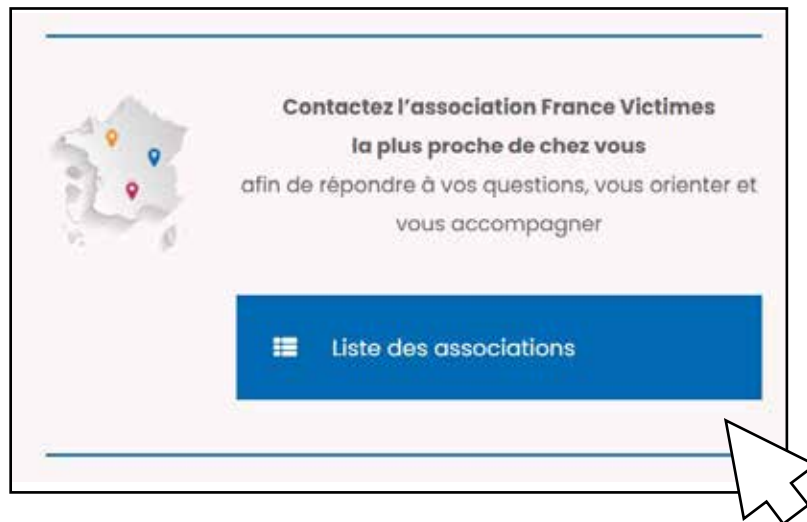 Contactez l’association France Victimes
la plus proche de chez vous
afin de répondre à vos questions, vous orienter et
vous accompagner
Liste des associations